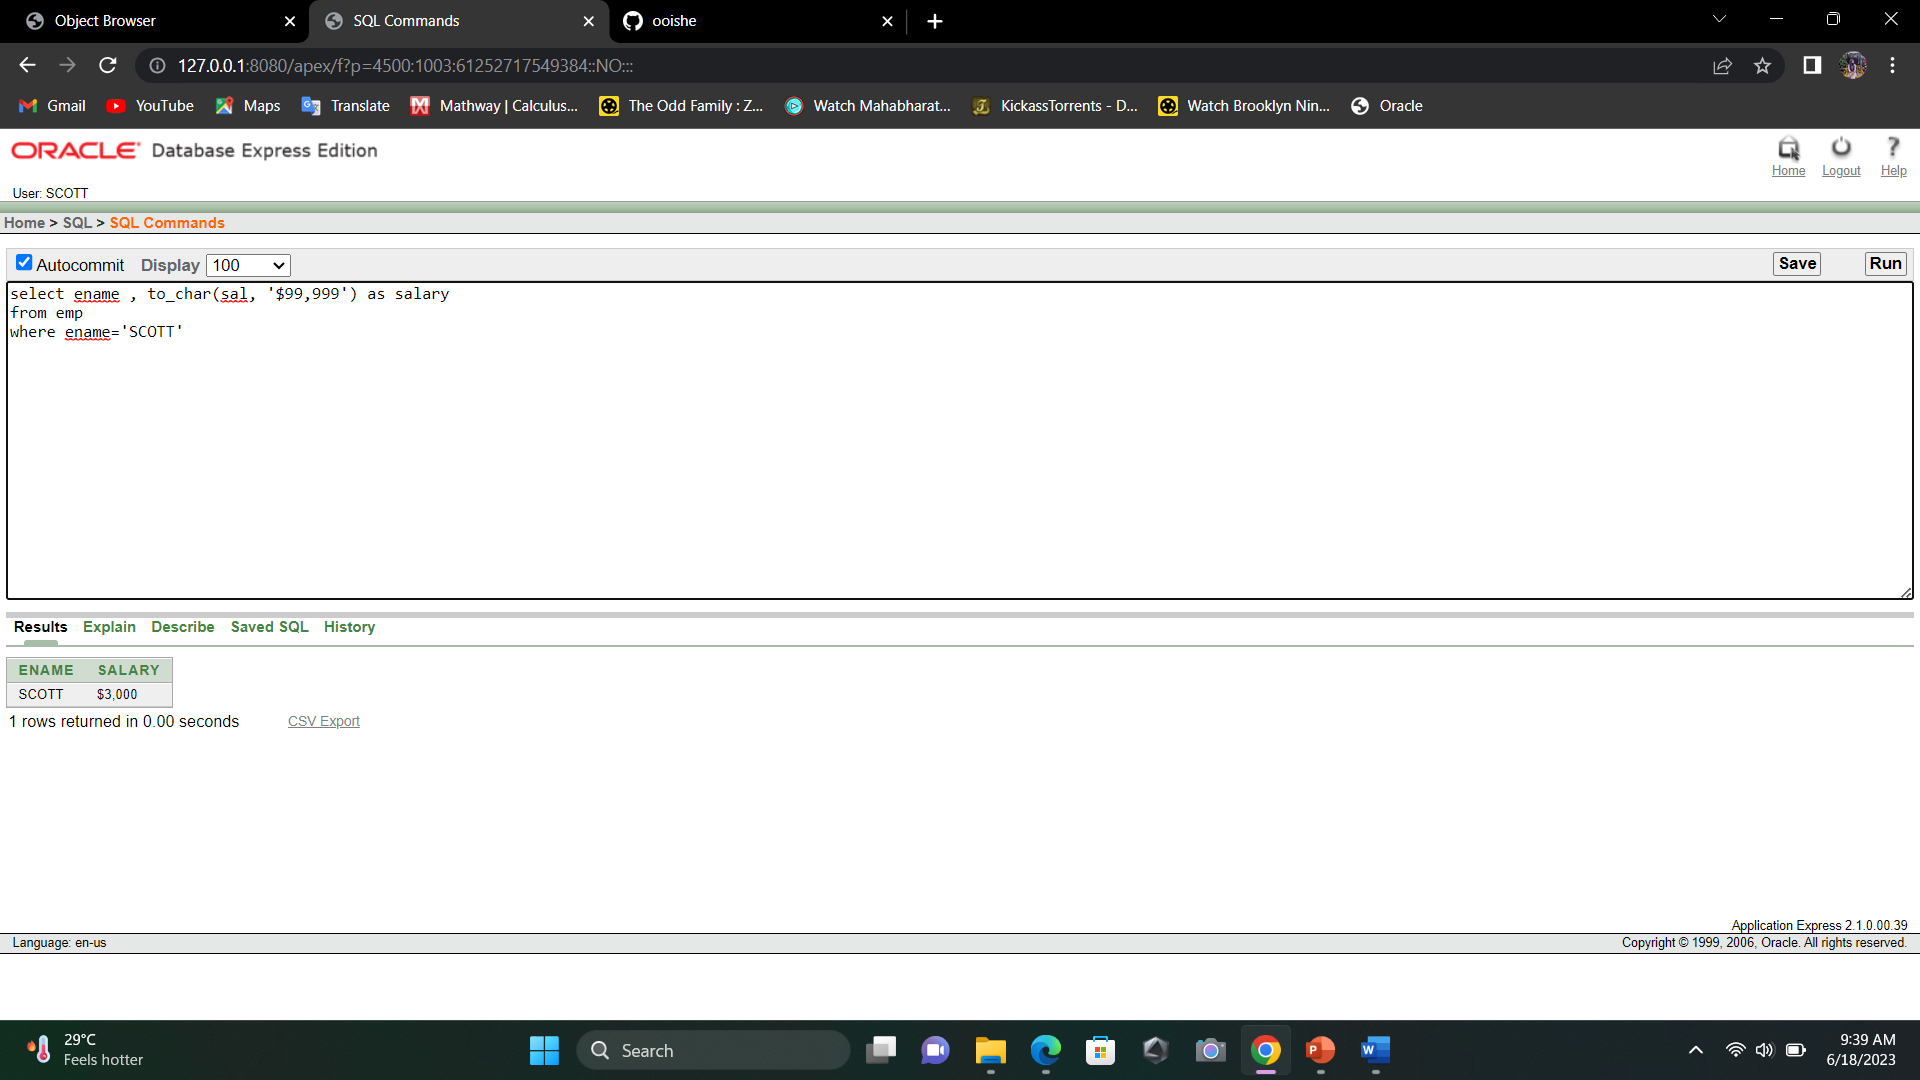 Object Browser
SQL Commands
ooishe
127.0.0.1:8080/apex/f?p=4500:1003:61252717549384::NO:::
Gmail
YouTube
Maps
Translate
Mathway | Calculus...
The Odd Family : Z...
Watch Mahabharat...
KickassTorrents - D...
Watch Brooklyn Nin...
Oracle
ORACLE Database Express Edition
Home
Logout
Help
User: SCOTT
Home > SQL > SQL Commands
Autocommit Display 100
Save
Run
select ename , to_char(sal, '$99,999') as salary
from emp
where ename='SCOTT'
Results Explain Describe Saved SQL History
ENAME SALARY
SCOTT $3,000
1 rows returned in 0.00 seconds
CSV Export
Application Express 2.1.0.00.39
Language: en-us
Copyright © 1999, 2006, Oracle. All rights reserved.
29°C
Feels hotter
Search
9:39 AM
6/18/2023